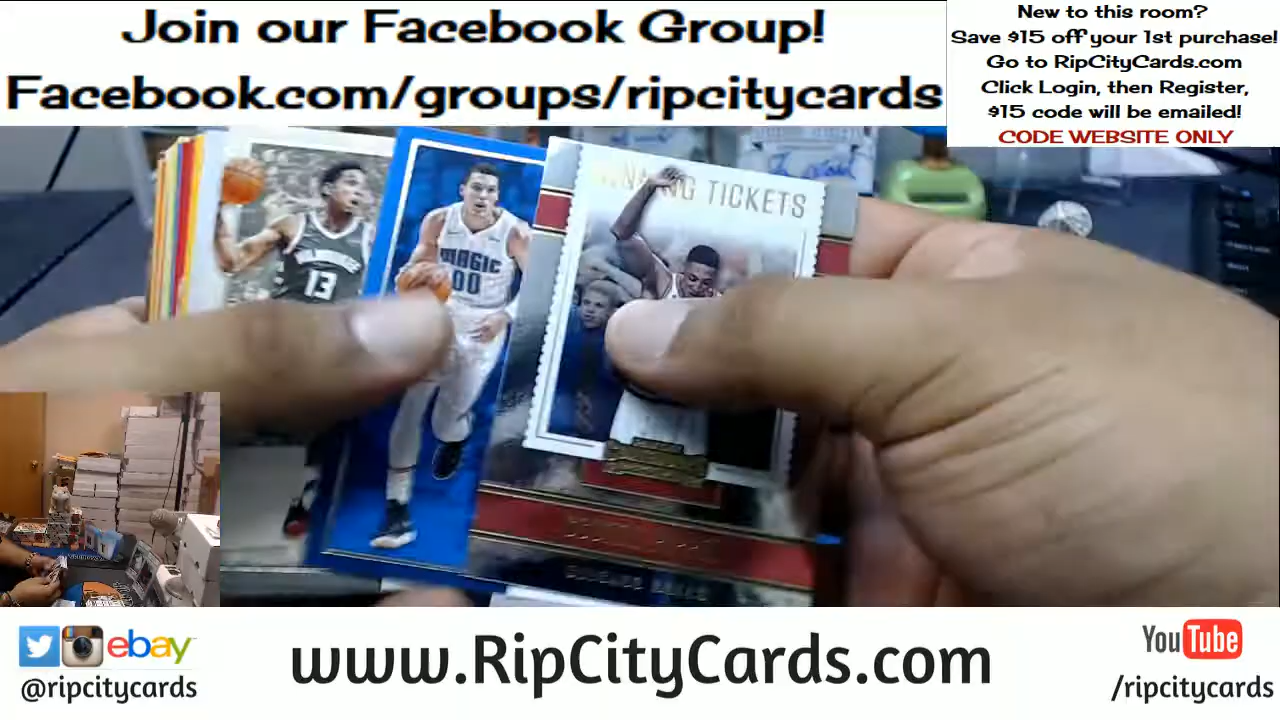 Join our Facebook Group!
Facebook.com/groups/ripcitycards
New to this room?
Save $15 off your 1st purchase!
Go to RipCityCards.com
Click Login, then Register,
$15 code will be emailed!
CODE WEBSITE ONLY
TICKETS
MILWAUKEE
13
MAGIC
00
ebay
@ripcitycards
www.RipCityCards.com
YouTube
/ripcitycards